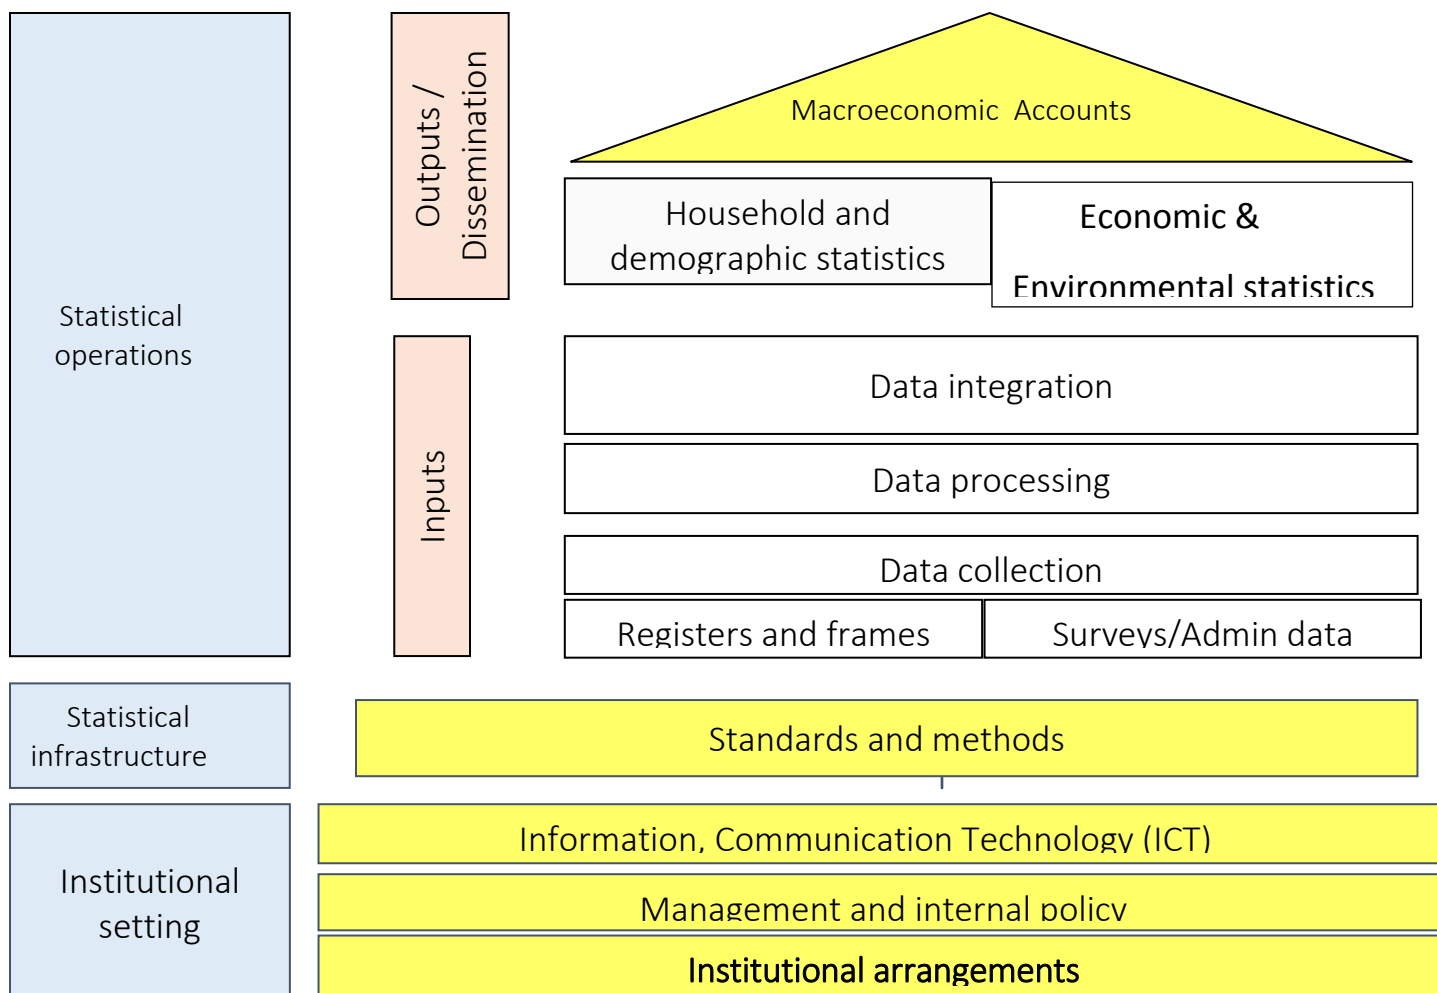 Statistical
operations
Outputs /
Dissemination
Macroeconomic Accounts
Household and
demographic statistics
Economic &
Environmental statistics
Inputs
Data integration
Data processing
Data collection
Registers and frames
Surveys/Admin data
Statistical
infrastructure
Standards and methods
Institutional
setting
Information, Communication Technology (ICT)
Management and internal policy
Institutional arrangements